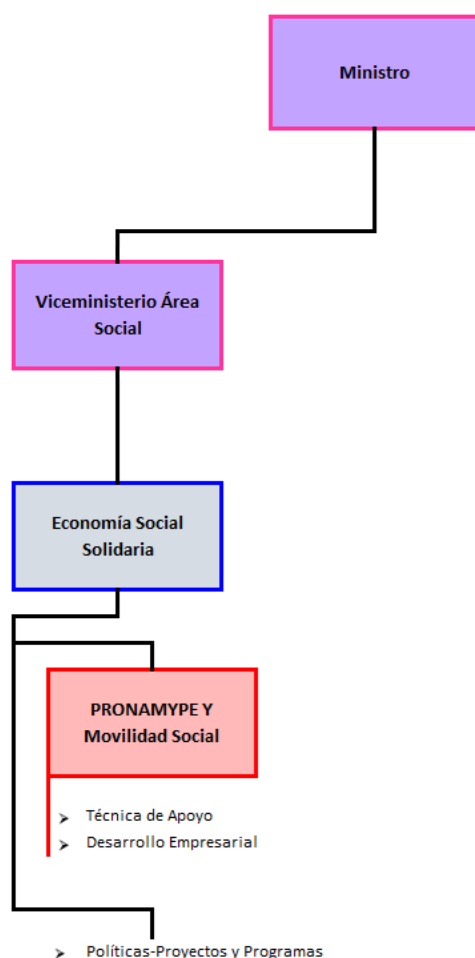 Ministro
Viceministerio Área
Social
Economía Social
Solidaria
PRONAMYPE Y
Movilidad Social
Técnica de Apoyo
Desarrollo Empresarial
Políticas-Proyectos y Programas